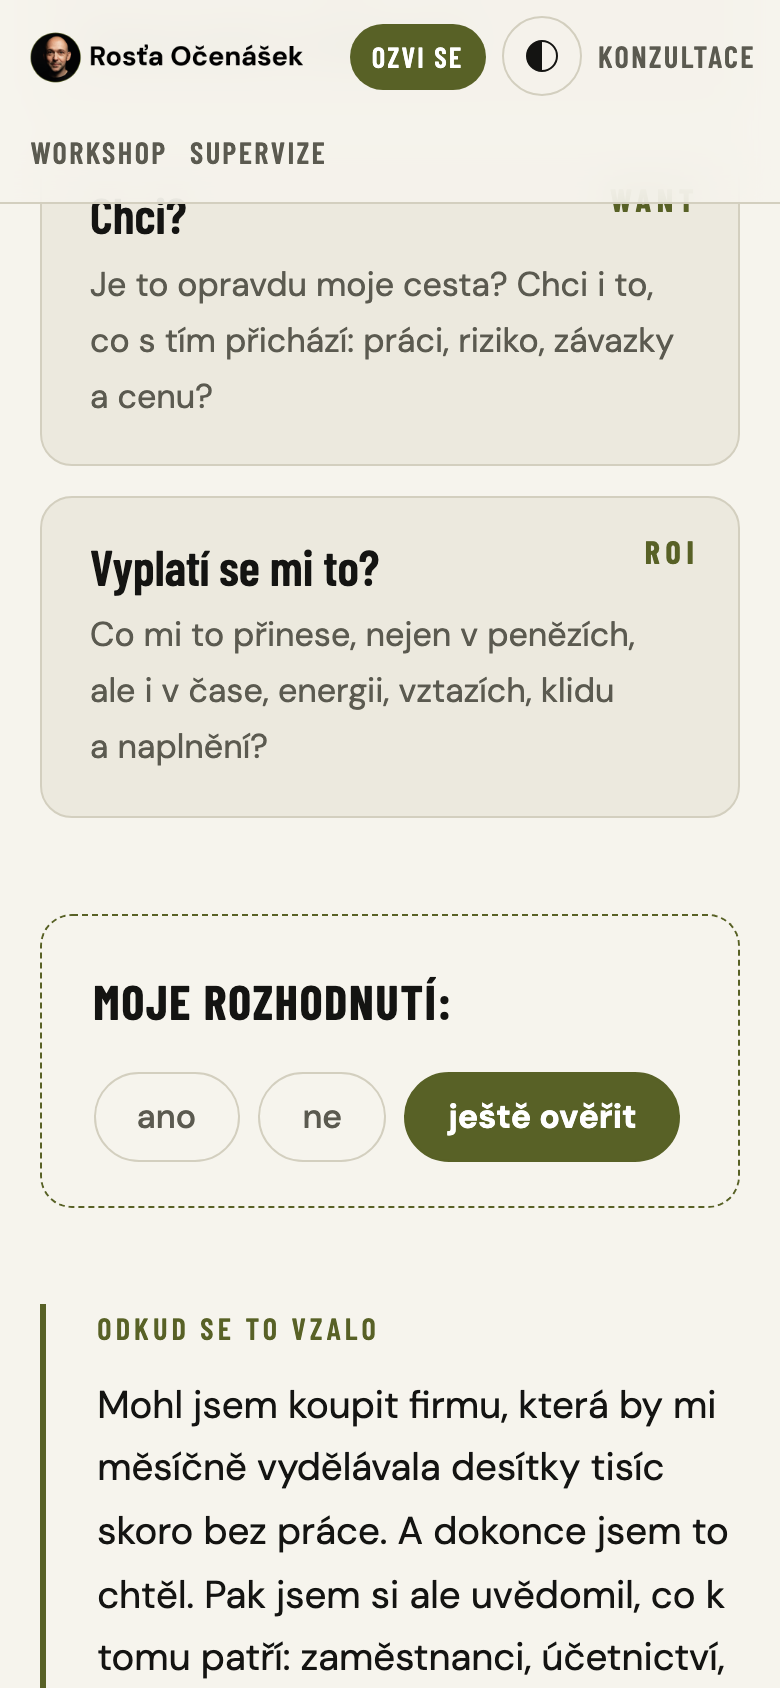 Rosťa Očenášek
OZVI SE
KONZULTACE
WORKSHOP SUPERVIZE
Chci?
WANT
Je to opravdu moje cesta? Chci i to,
co s tím přichází: práci, riziko, závazky
a cenu?
Vyplatí se mi to?
ROI
Co mi to přinese, nejen v penězích,
ale i v čase, energii, vztazích, klidu
a naplnění?
MOJE ROZHODNUTÍ:
ano
ne
ještě ověřit
ODKUD SE TO VZALO
Mohl jsem koupit firmu, která by mi
měsíčně vydělávala desítky tisíc
skoro bez práce. A dokonce jsem to
chtěl. Pak jsem si ale uvědomil, co k
tomu patří: zaměstnanci, účetnictví,